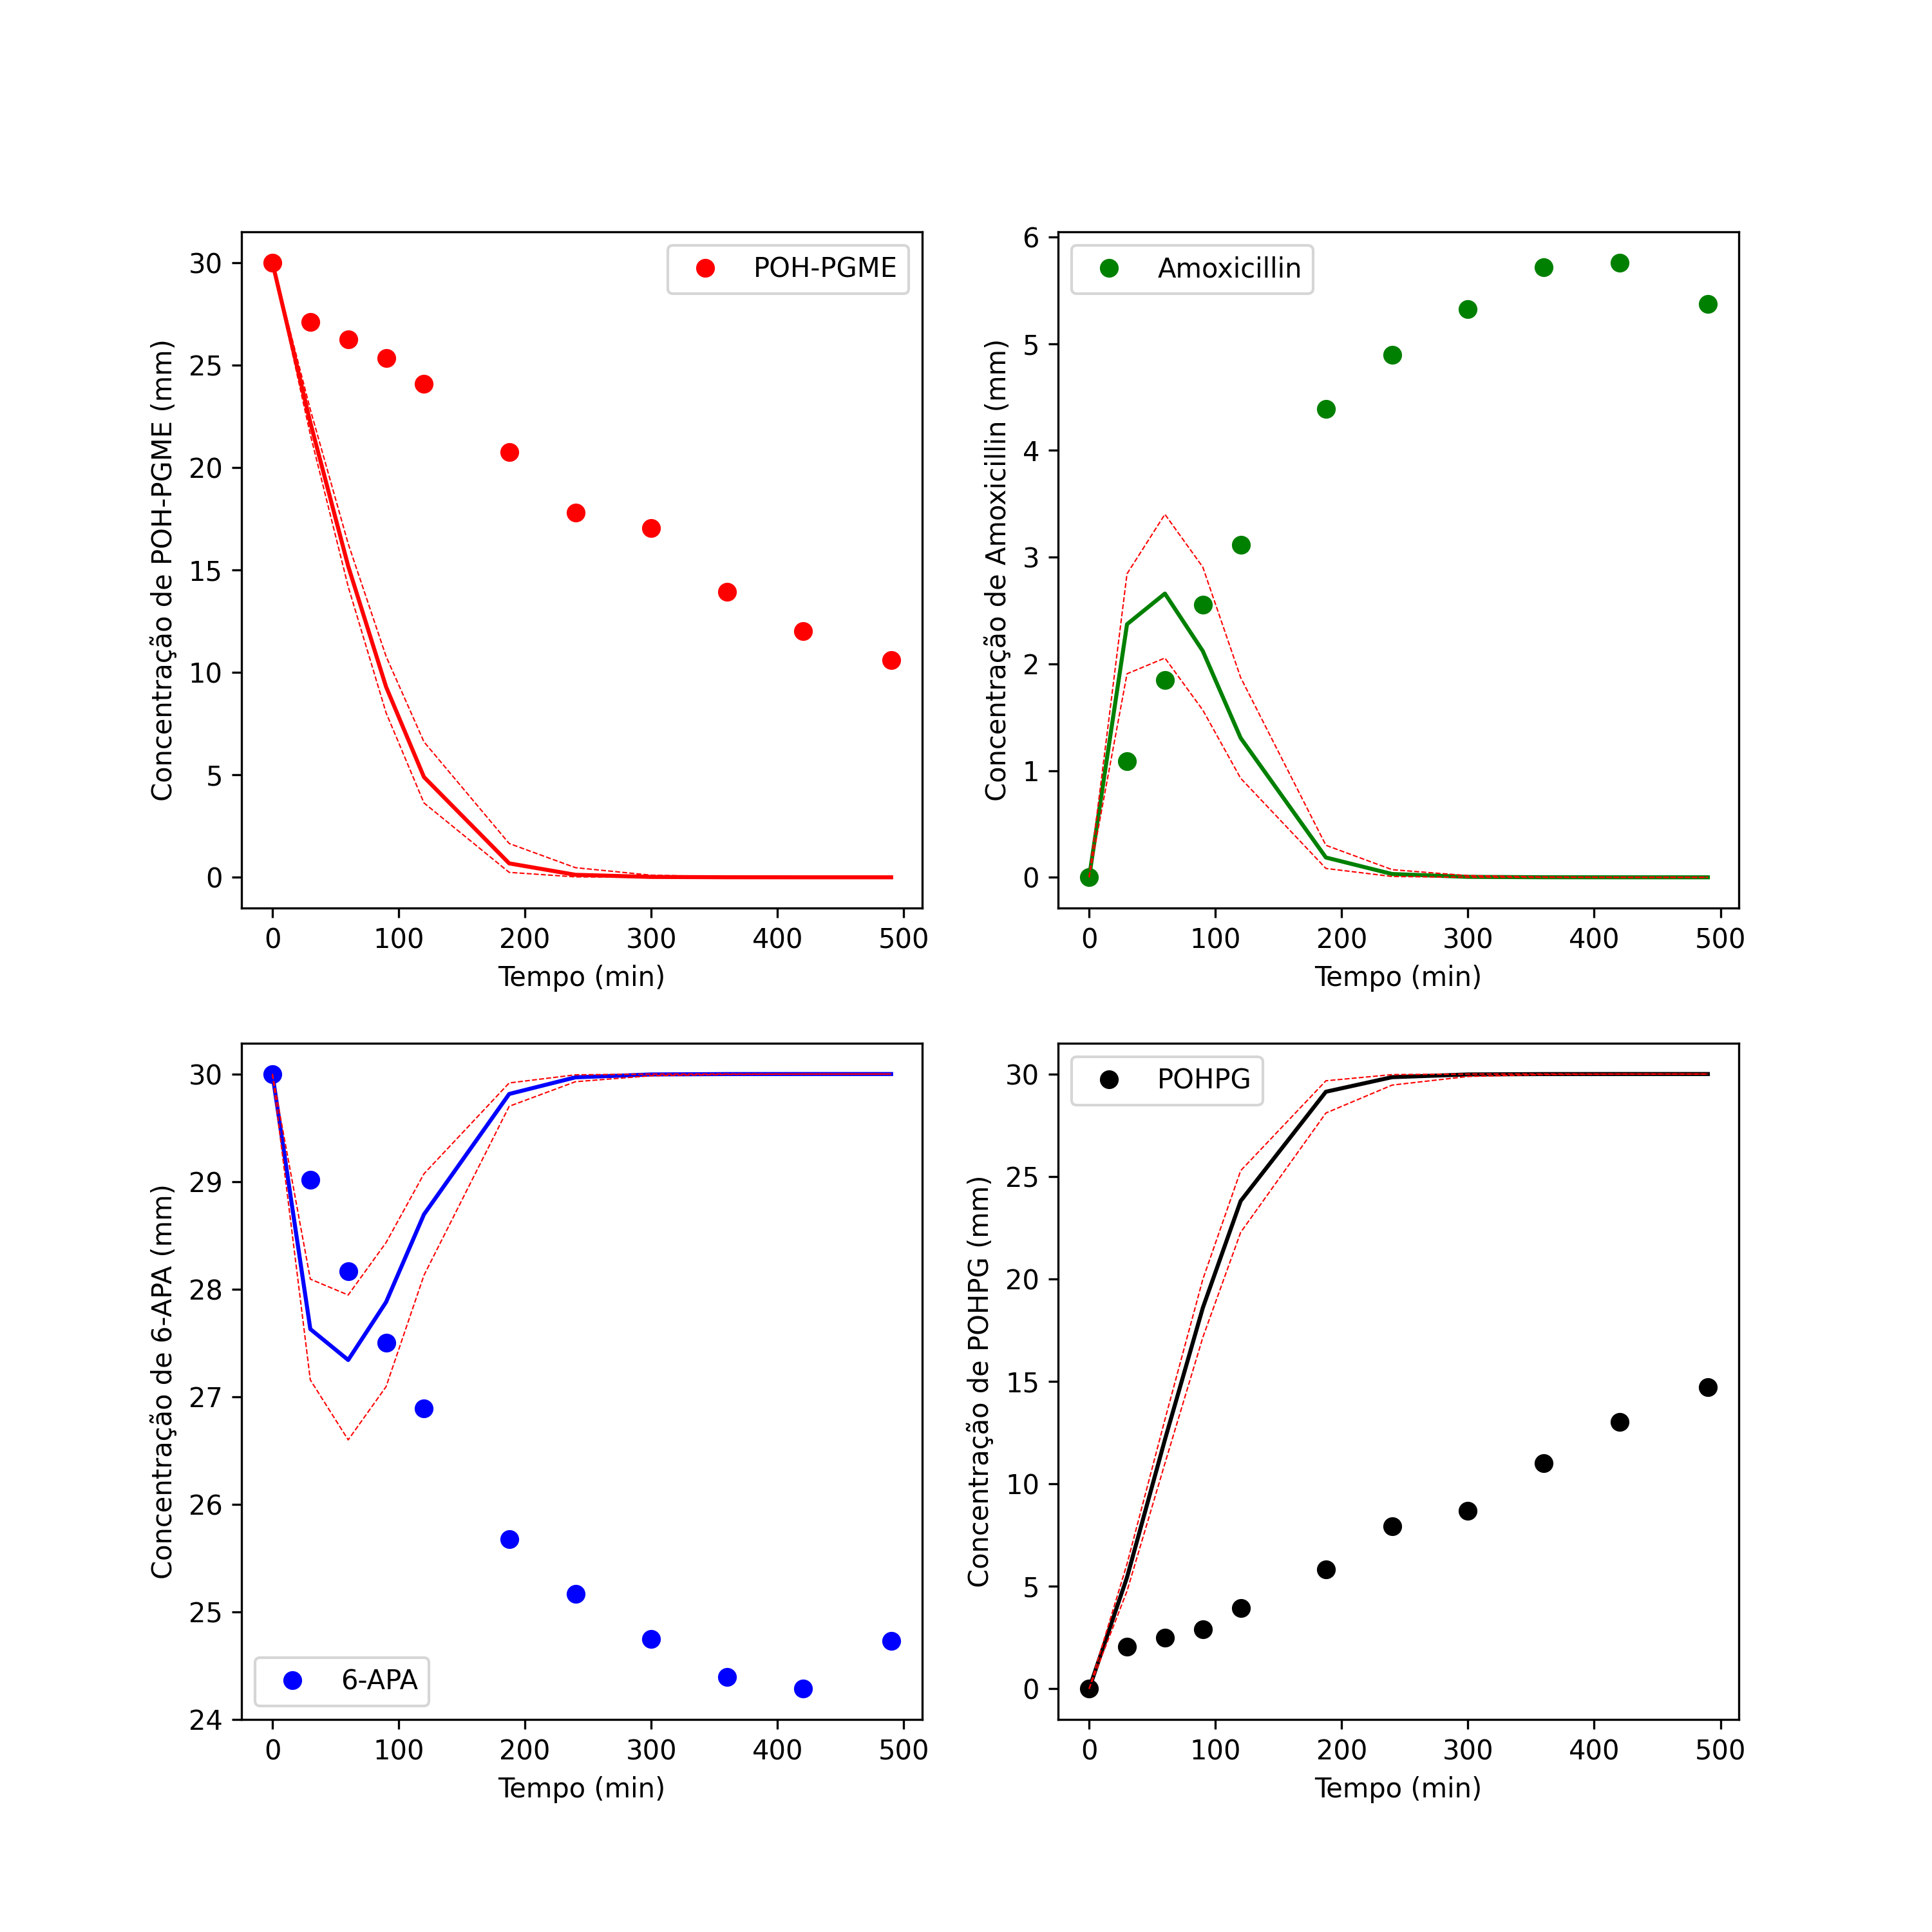 Concentração de POH-PGME (mm)
30
25
20
15
10
5
0
POH-PGME
0 100 200 300 400 500
Tempo (min)
Concentração de Amoxicillin (mm)
6
5
4
3
2
1
0
Amoxicillin
0 100 200 300 400 500
Tempo (min)
Concentração de 6-APA (mm)
30
29
28
27
26
25
24
6-APA
0 100 200 300 400 500
Tempo (min)
Concentração de POHPG (mm)
30
25
20
15
10
5
0
POHPG
0 100 200 300 400 500
Tempo (min)